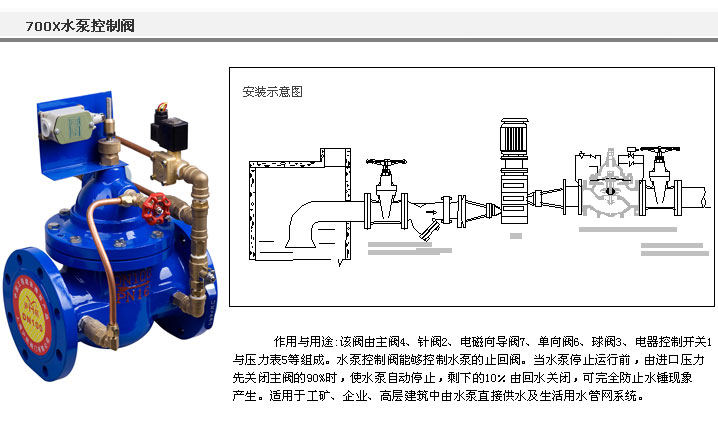 700X水泵控制阀
安装示意图
DN100
PN16
作用与用途:该阀由主阀4、针阀2、电磁向导阀7、单向阀6、球阀3、电器控制开关1
与压力表5等组成。水泵控制阀能够控制水泵的止回阀。当水泵停止运行前，由进口压力
先关闭主阀的90%时，使水泵自动停止，剩下的10% 由回水关闭，可完全防止水锤现象
产生。适用于工矿、企业、高层建筑中由水泵直接供水及生活用水管网系统。